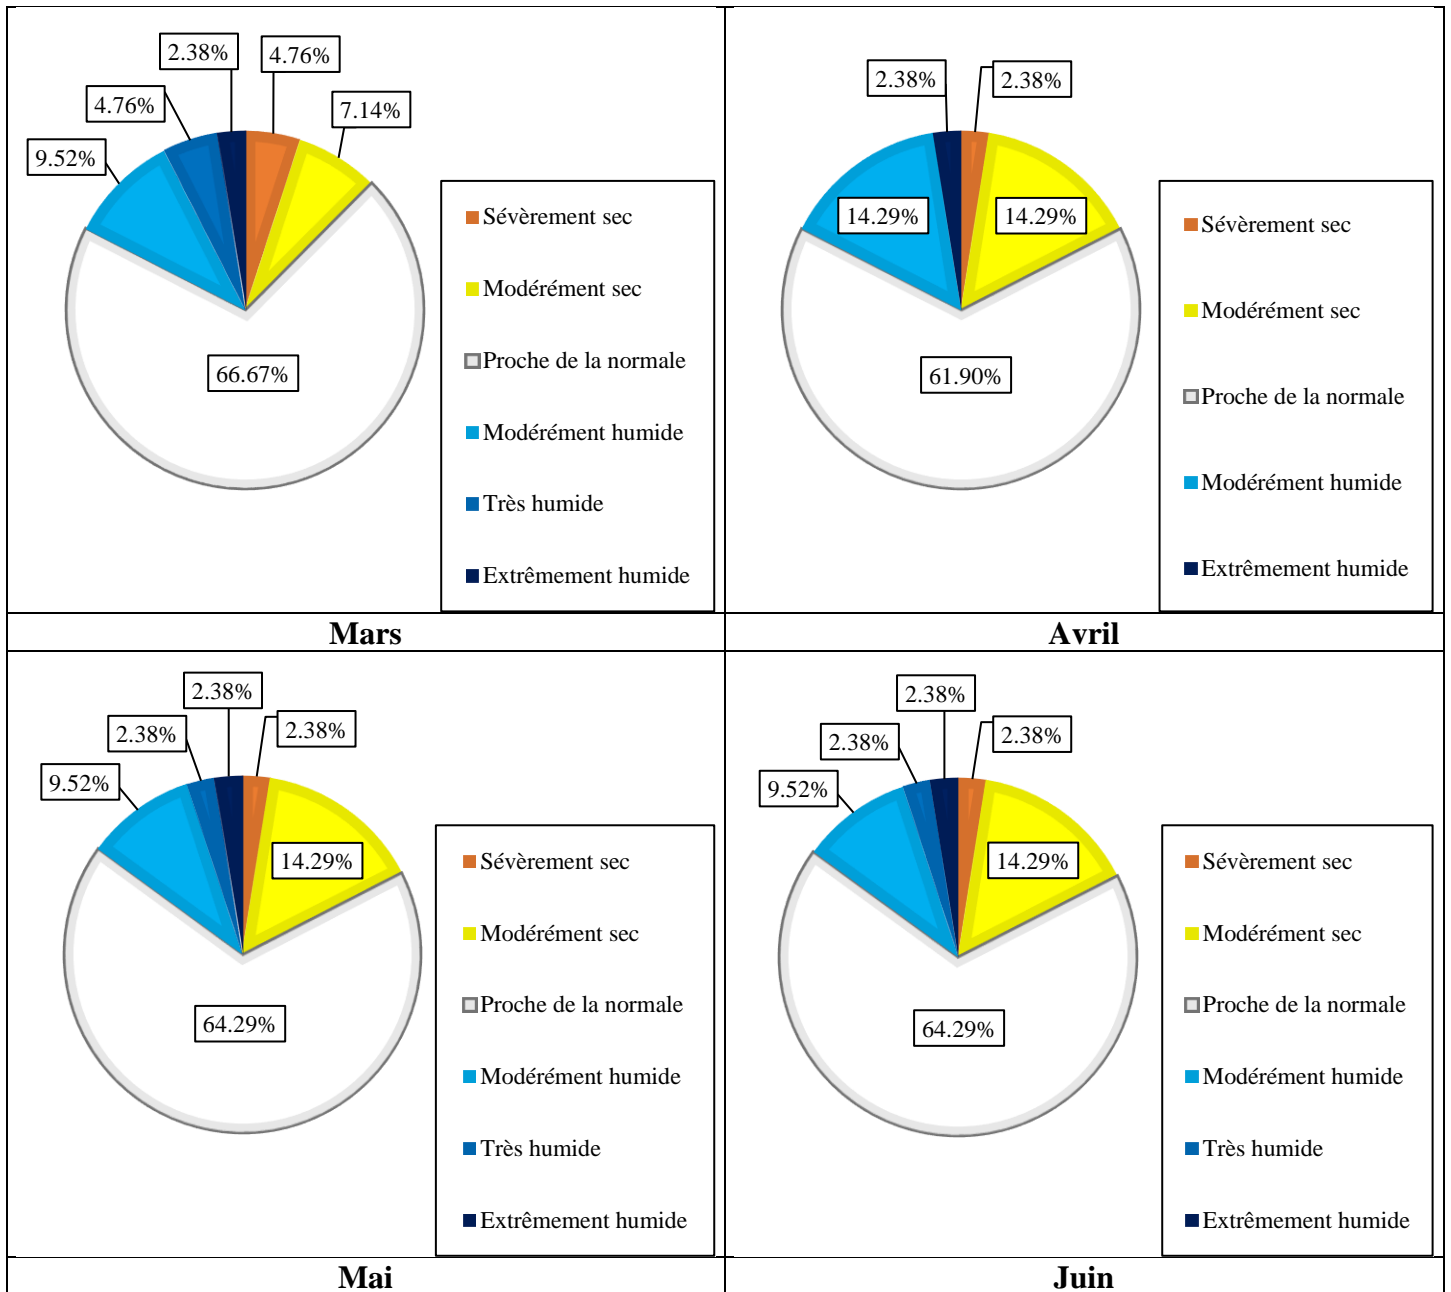 2.38%
4.76%
4.76%
7.14%
9.52%
66.67%
Sévèrement sec
Modérément sec
Proche de la normale
Modérément humide
Très humide
Extrêmement humide
Mars
2.38%
2.38%
14.29%
14.29%
61.90%
Sévèrement sec
Modérément sec
Proche de la normale
Modérément humide
Extrêmement humide
Avril
2.38%
2.38%
2.38%
9.52%
14.29%
64.29%
Sévèrement sec
Modérément sec
Proche de la normale
Modérément humide
Très humide
Extrêmement humide
Mai
2.38%
2.38%
2.38%
9.52%
14.29%
64.29%
Sévèrement sec
Modérément sec
Proche de la normale
Modérément humide
Très humide
Extrêmement humide
Juin